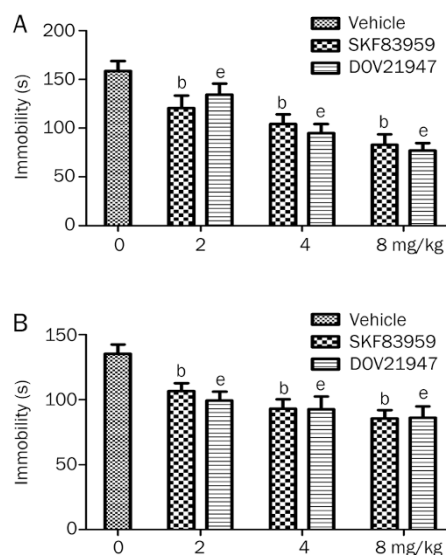 A
Immobility (s)
200
150
100
50
0
Vehicle
SKF83959
DOV21947
b e b e b e
0 2 4 8 mg/kg
B
Immobility (s)
150
100
50
0
Vehicle
SKF83959
DOV21947
b e b e b e
0 2 4 8 mg/kg